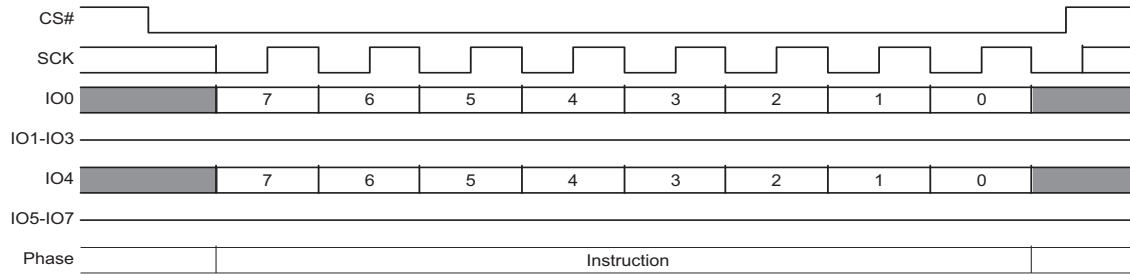 CS#
SCK
IO0 7 6 5 4 3 2 1 0
IO1-IO3
IO4 7 6 5 4 3 2 1 0
IO5-IO7
Phase Instruction